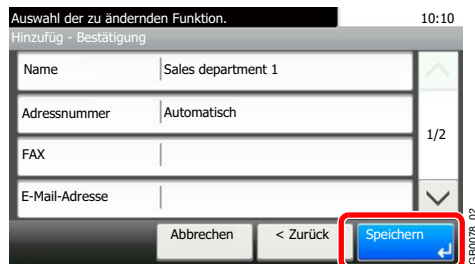 Auswahl der zu ändernden Funktion. 10:10
Hinzufüg - Bestätigung
Name Sales department 1
Adressnummer Automatisch
1/2
FAX
E-Mail-Adresse
Abbrechen < Zurück Speichern
GB0078_02